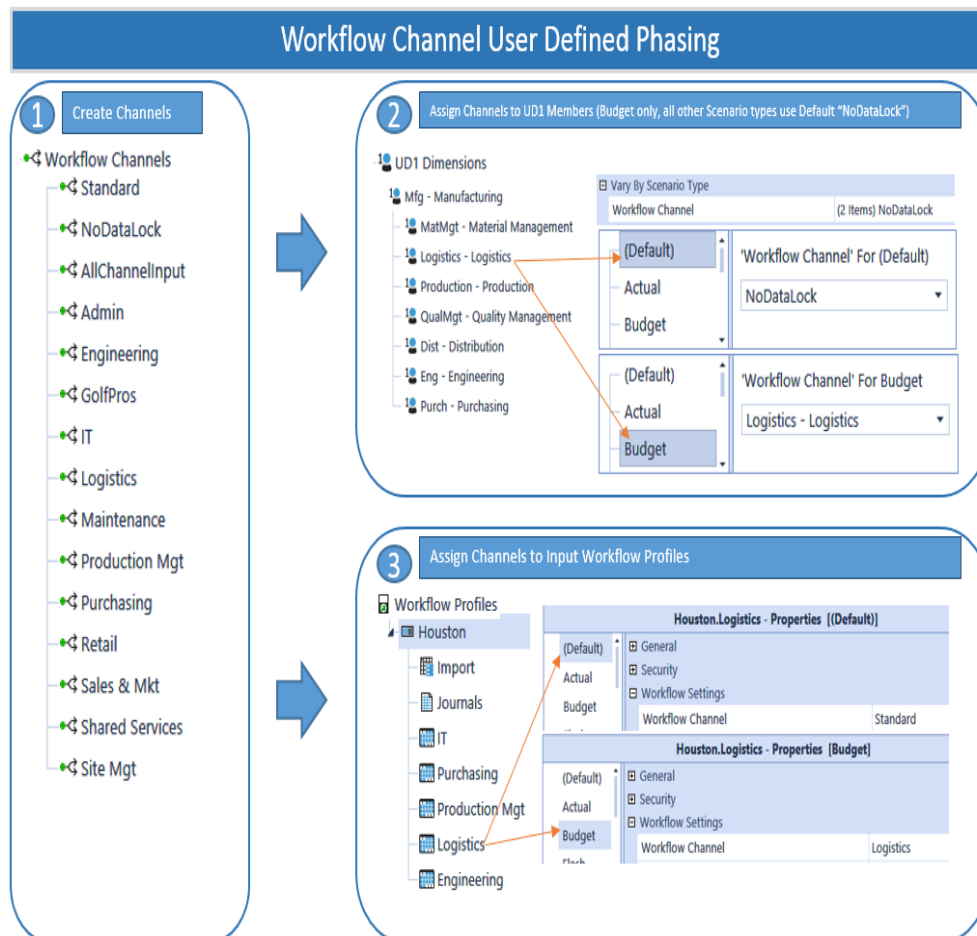 Workflow Channel User Defined Phasing
1
Create Channels
Workflow Channels
Standard
NoDataLock
AllChannelInput
Admin
Engineering
GolfPros
IT
Logistics
Maintenance
Production Mgt
Purchasing
Retail
Sales & Mkt
Shared Services
Site Mgt
2
Assign Channels to UD1 Members (Budget only, all other Scenario types use Default “NoDataLock”)
UD1 Dimensions
Mfg - Manufacturing
MatMgt - Material Management
Logistics - Logistics
Production - Production
QualMgt - Quality Management
Dist - Distribution
Eng - Engineering
Purch - Purchasing
Vary By Scenario Type
Workflow Channel (2 Items) NoDataLock
(Default)
Actual
Budget
'Workflow Channel' For (Default)
NoDataLock
(Default)
Actual
Budget
'Workflow Channel' For Budget
Logistics - Logistics
3
Assign Channels to Input Workflow Profiles
Workflow Profiles
Houston
Import
Journals
IT
Purchasing
Production Mgt
Logistics
Engineering
Houston.Logistics - Properties [(Default)]
(Default)
Actual
Budget
General
Security
Workflow Settings
Workflow Channel Standard
Houston.Logistics - Properties [Budget]
(Default)
Actual
Budget
General
Security
Workflow Settings
Workflow Channel Logistics